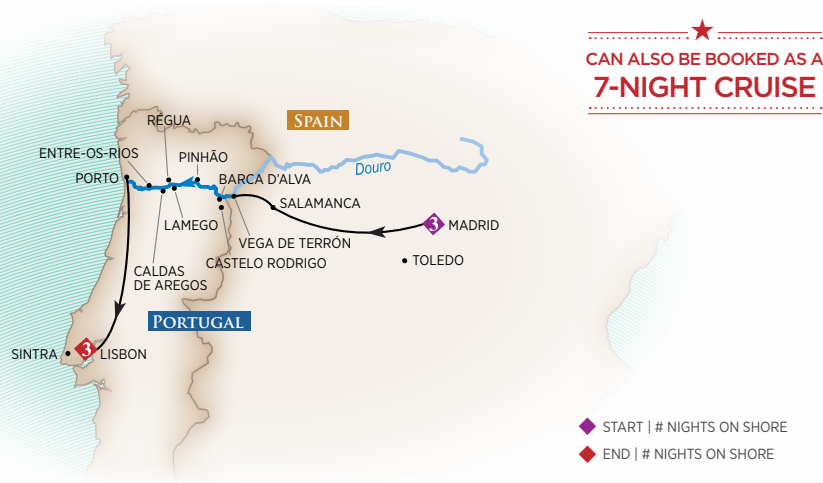 CAN ALSO BE BOOKED AS A
7-NIGHT CRUISE
SPAIN
RÉGUA
ENTRE-OS-RIOS
PINHÃO
Douro
PORTO
BARCA D'ALVA
SALAMANCA
LAMEGO
3 MADRID
VEGA DE TERRÓN
CASTELO RODRIGO
TOLEDO
CALDAS
DE AREGOS
PORTUGAL
SINTRA
3 LISBON
START | # NIGHTS ON SHORE
END | # NIGHTS ON SHORE